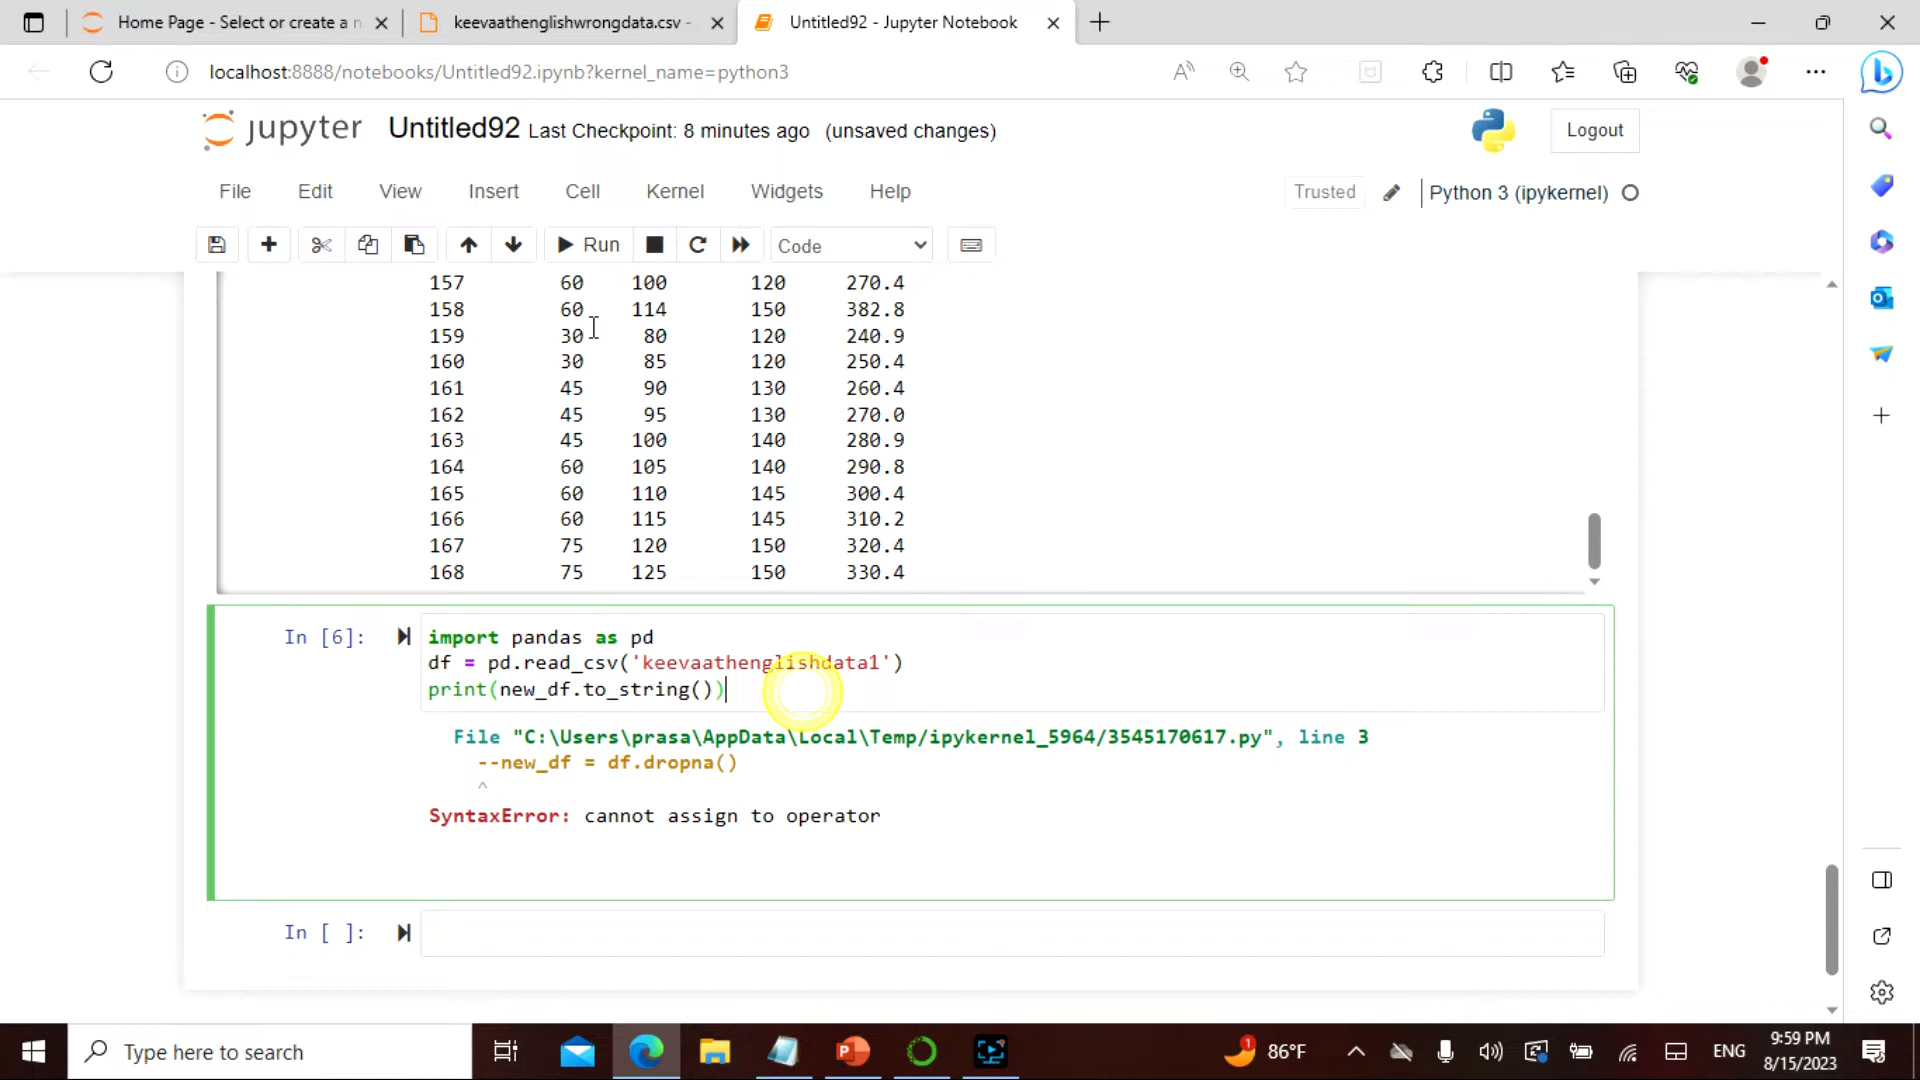 Home Page - Select or create a n
keevaathenglishwrongdata.csv -
Untitled92 - Jupyter Notebook
localhost:8888/notebooks/Untitled92.ipynb?kernel_name=python3
jupyter Untitled92 Last Checkpoint: 8 minutes ago (unsaved changes)
Logout
File Edit View Insert Cell Kernel Widgets Help
Trusted Python 3 (ipykernel)
Run Code
157 60 100 120 270.4
158 60 114 150 382.8
159 30 80 120 240.9
160 30 85 120 250.4
161 45 90 130 260.4
162 45 95 130 270.0
163 45 100 140 280.9
164 60 105 140 290.8
165 60 110 145 300.4
166 60 115 145 310.2
167 75 120 150 320.4
168 75 125 150 330.4
In [6]: import pandas as pd
df = pd.read_csv('keevaathenglishdata1')
print(new_df.to_string())
File "C:\Users\prasa\AppData\Local\Temp/ipykernel_5964/3545170617.py", line 3
--new_df = df.dropna()
^
SyntaxError: cannot assign to operator
In [ ]:
Type here to search
1 86°F ENG 9:59 PM
8/15/2023